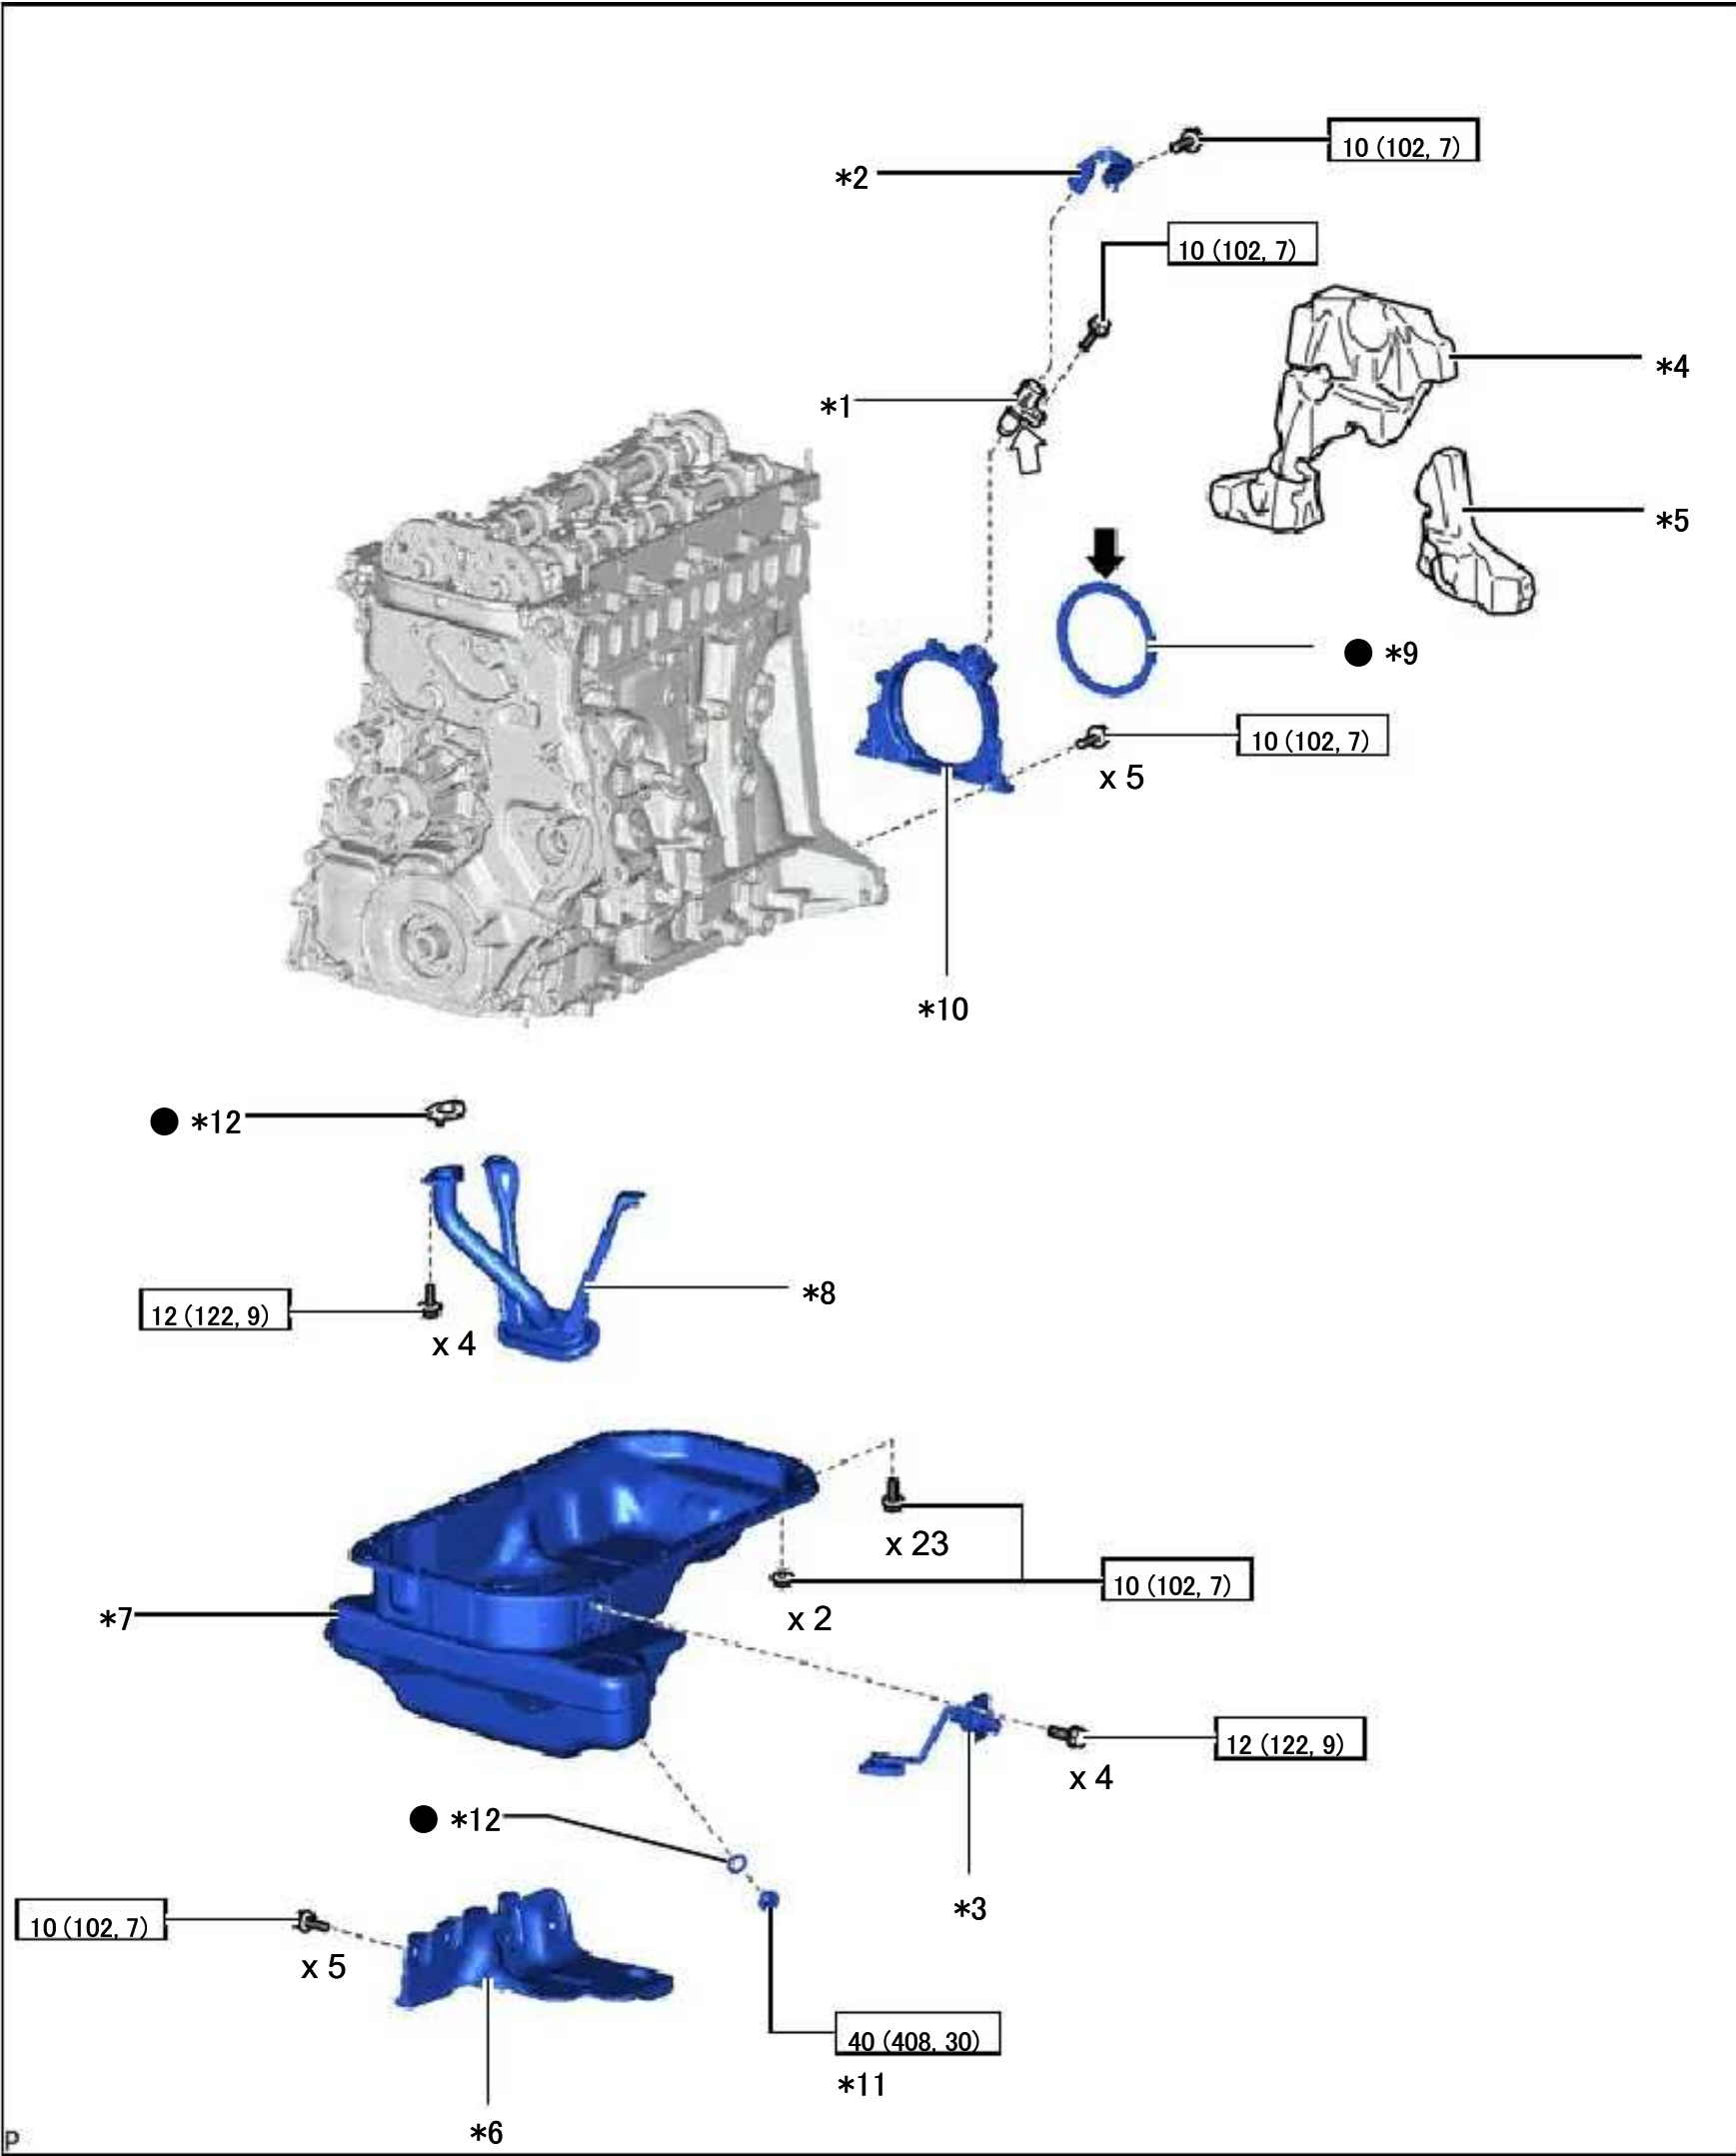 10 (102, 7)
*2
10 (102, 7)
*4
*1
*5
● *9
10 (102, 7)
x 5
*10
● *12
*8
12 (122, 9)
x 4
x 23
10 (102, 7)
*7
x 2
12 (122, 9)
x 4
● *12
*3
10 (102, 7)
x 5
40 (408, 30)
*11
*6
P